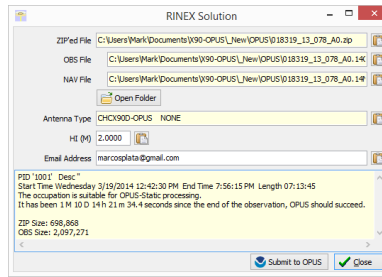 RINEX Solution
ZIP'ed File C:\Users\Mark\Documents\X90-OPUS\_New\OPUS\018319_13_078_A0.zip
OBS File C:\Users\Mark\Documents\X90-OPUS\_New\OPUS\018319_13_078_A0.14O
NAV File C:\Users\Mark\Documents\X90-OPUS\_New\OPUS\018319_13_078_A0.14N
Open Folder
Antenna Type CHCX90D-OPUS NONE
HI (M) 2.0000
Email Address marcosplata@gmail.com
PID '1001' Desc ''
Start Time Wednesday 3/19/2014 12:42:30 PM End Time 7:56:15 PM Length 07:13:45
The occupation is suitable for OPUS-Static processing.
It has been 1 M 10 D 14 h 21 m 34.4 seconds since the end of the observation, OPUS should succeed.
ZIP Size: 698,868
OBS Size: 2,097,271
Submit to OPUS Close